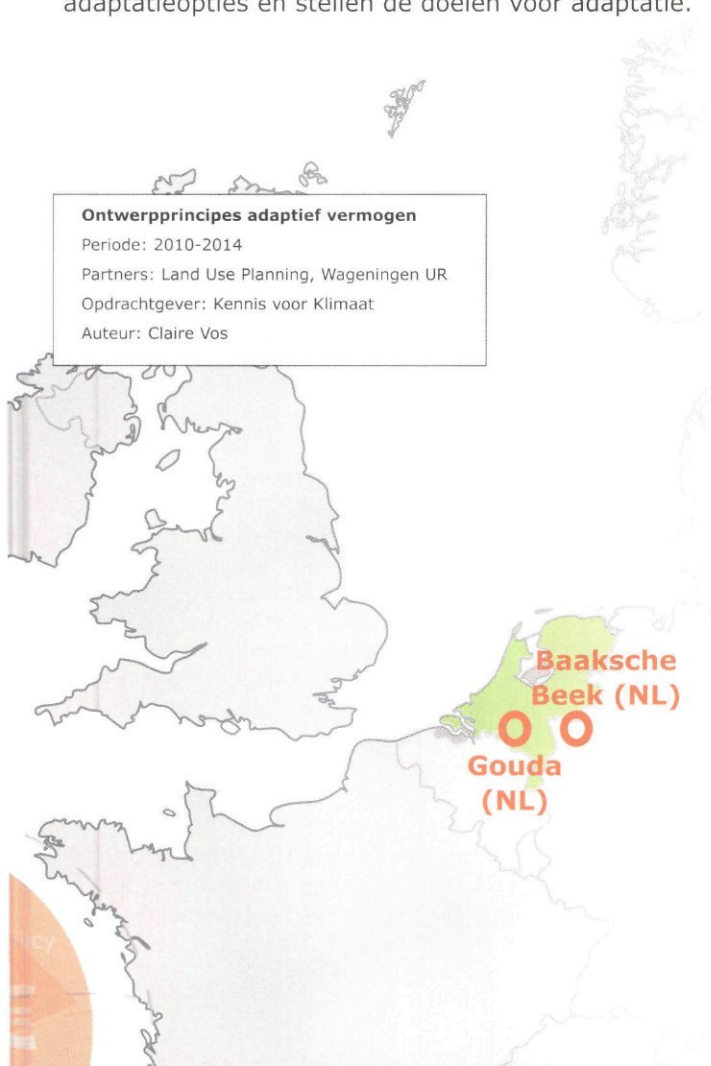 adaptatieopties en stellen de doelen voor adaptatie.
Ontwerpprincipes adaptief vermogen
Periode: 2010-2014
Partners: Land Use Planning, Wageningen UR
Opdrachtgever: Kennis voor Klimaat
Auteur: Claire Vos
Baaksche
Beek (NL)
Gouda
(NL)